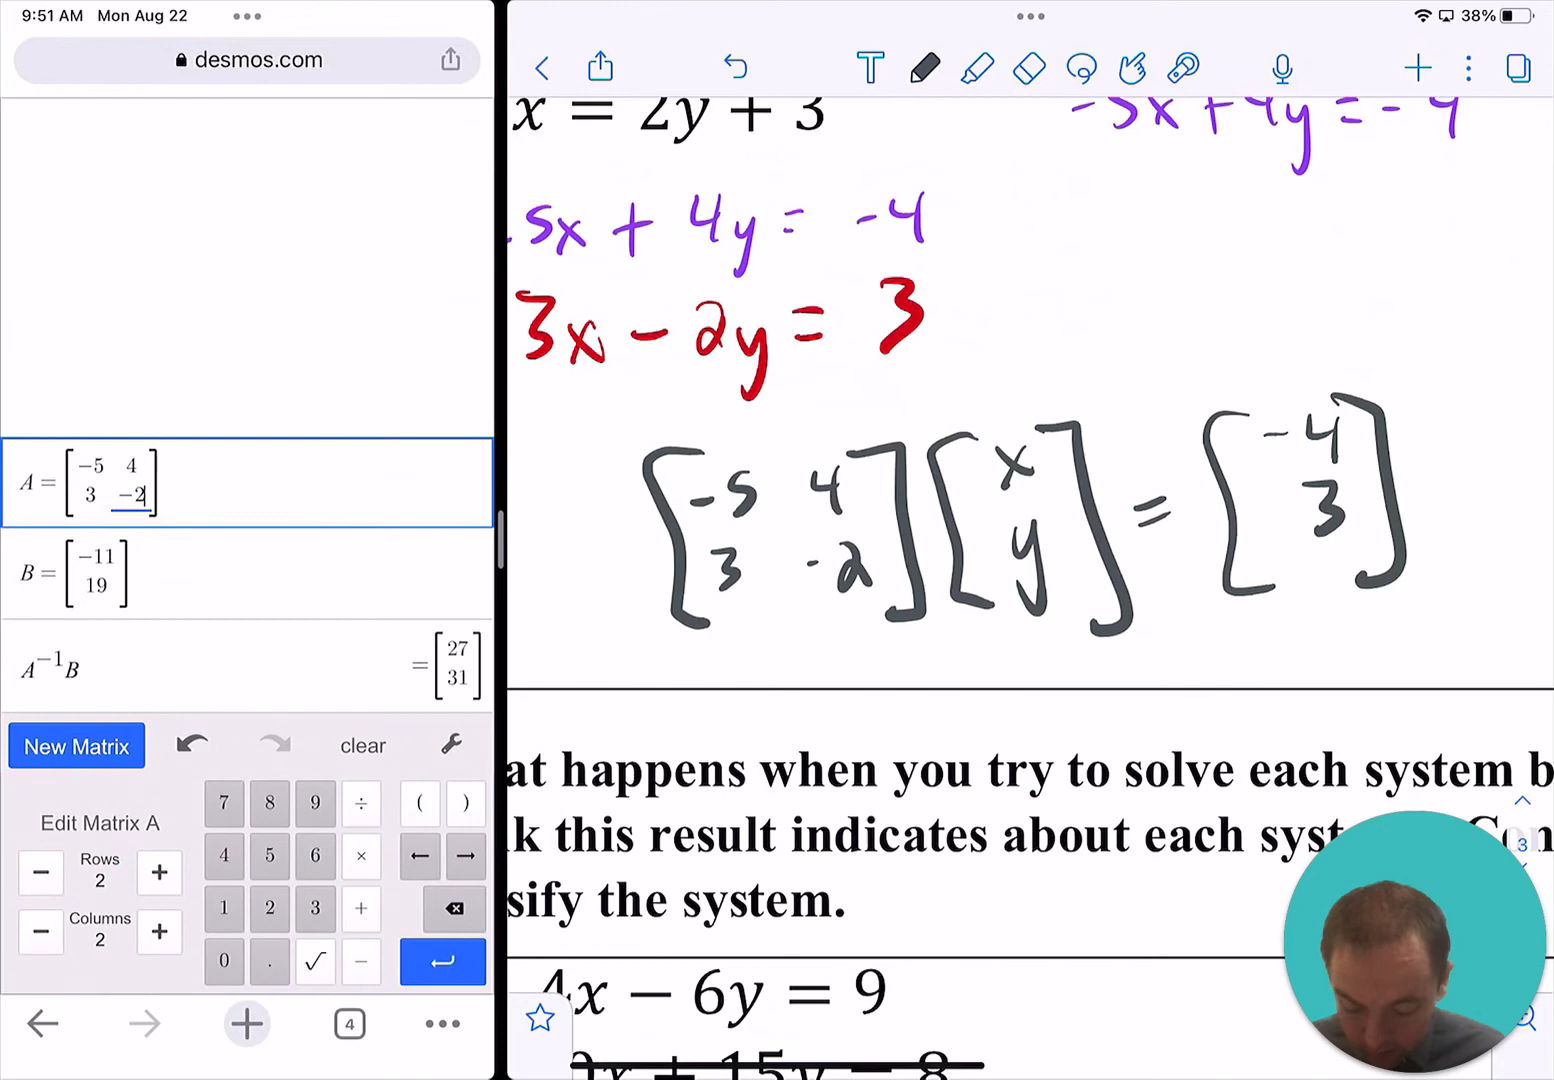 9:51 AM Mon Aug 22
desmos.com
A = [ −5 4
3 −2 ]
B = [ −11
19 ]
A⁻¹B = [ 27
31 ]
New Matrix
clear
Edit Matrix A
Rows
2
Columns
2
7 8 9 ÷ ( )
4 5 6 × ← →
1 2 3 +
0 . √ −
4
38%
T
x = 2y + 3
-5x + 4y = -4
5x + 4y = -4
3x - 2y = 3
[ -5 4 [ x = [ -4
3 -2 ] y ] 3 ]
at happens when you try to solve each system b
k this result indicates about each sys
sify the system.
3
4x − 6y = 9